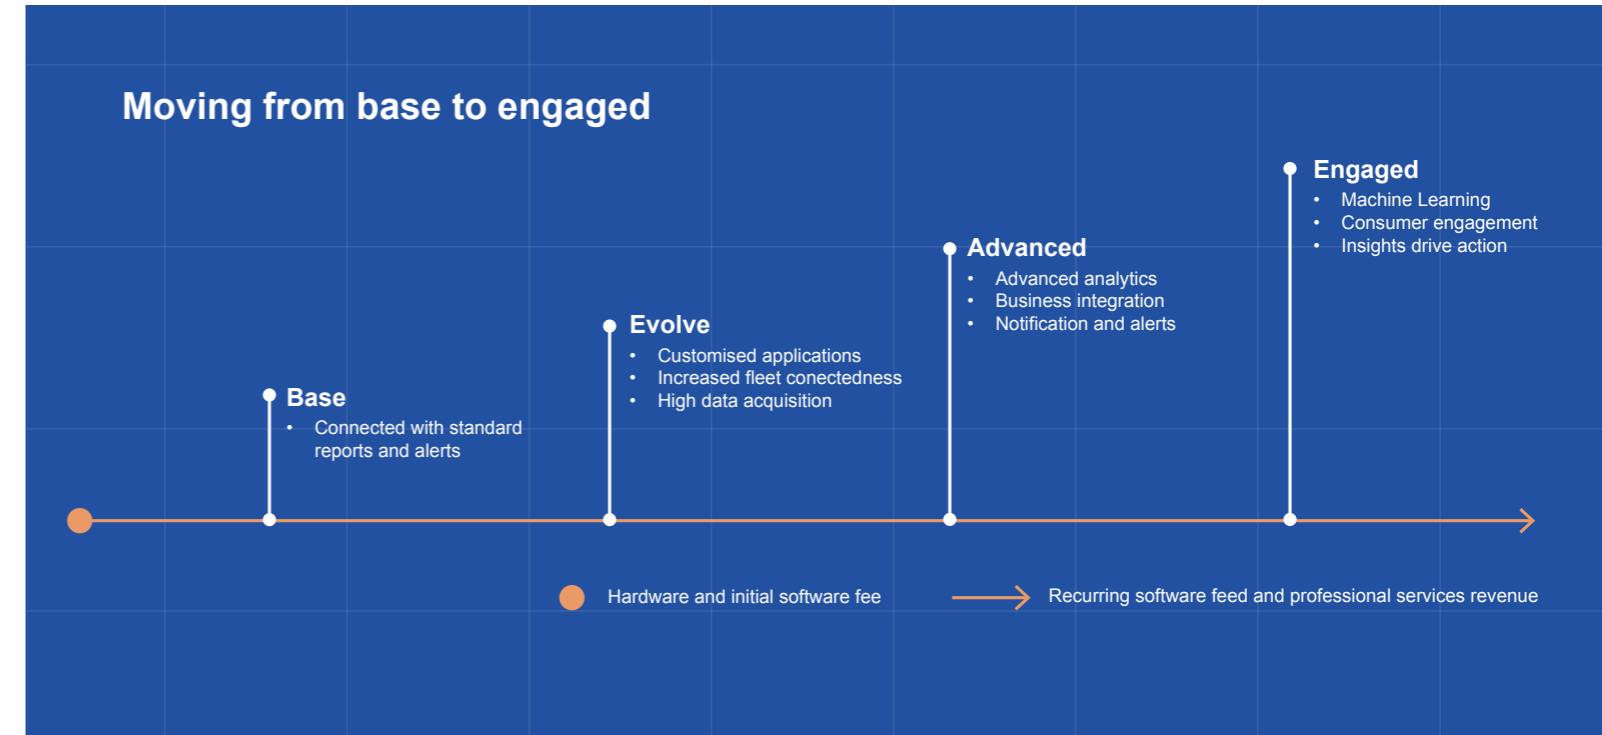 Moving from base to engaged
Base
• Connected with standard
reports and alerts
Evolve
• Customised applications
• Increased fleet conectedness
• High data acquisition
Advanced
• Advanced analytics
• Business integration
• Notification and alerts
Engaged
• Machine Learning
• Consumer engagement
• Insights drive action
Hardware and initial software fee
Recurring software feed and professional services revenue